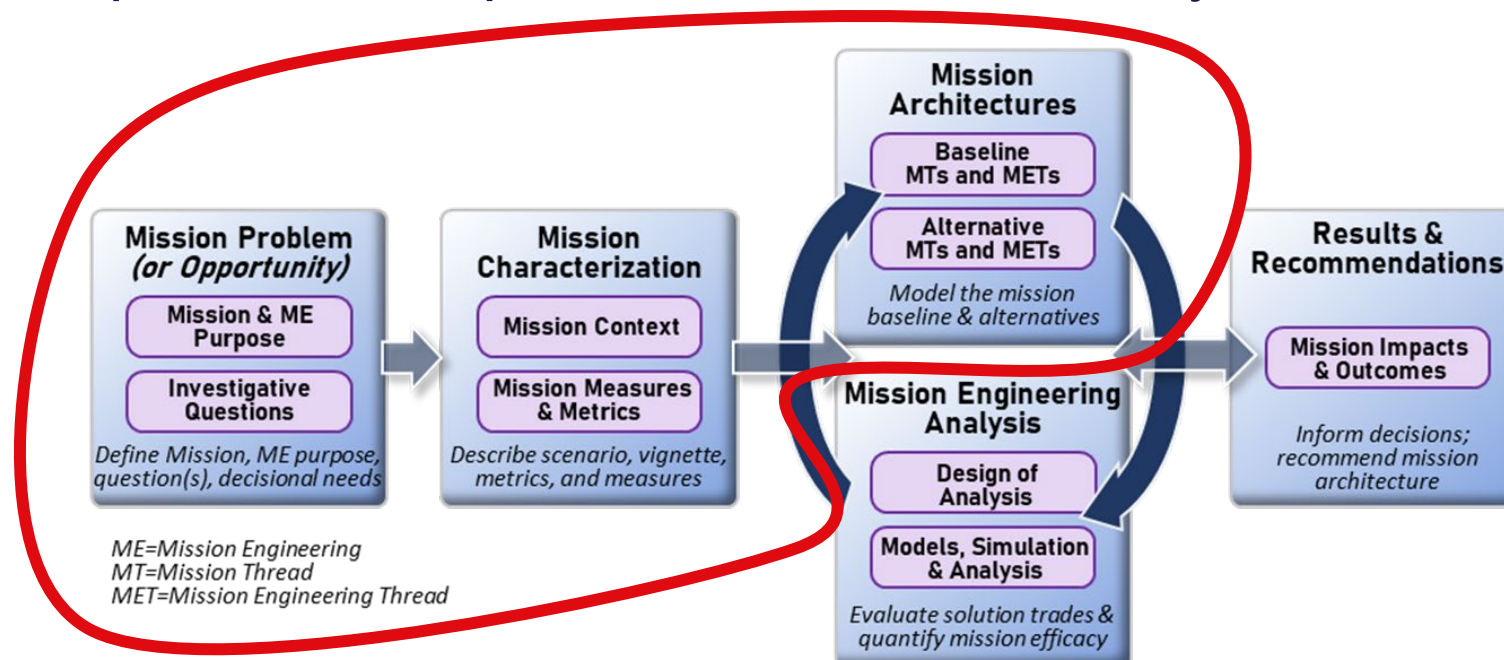 Mission Problem
(or Opportunity)
Mission & ME
Purpose
Investigative
Questions
Define Mission, ME purpose,
question(s), decisional needs
Mission
Characterization
Mission Context
Mission Measures
& Metrics
Describe scenario, vignette,
metrics, and measures
Mission
Architectures
Baseline
MTs and METs
Alternative
MTs and METs
Model the mission
baseline & alternatives
Mission Engineering
Analysis
Design of
Analysis
Models, Simulation
& Analysis
Evaluate solution trades &
quantify mission efficacy
Results &
Recommendations
Mission Impacts
& Outcomes
Inform decisions;
recommend mission
architecture
ME=Mission Engineering
MT=Mission Thread
MET=Mission Engineering Thread